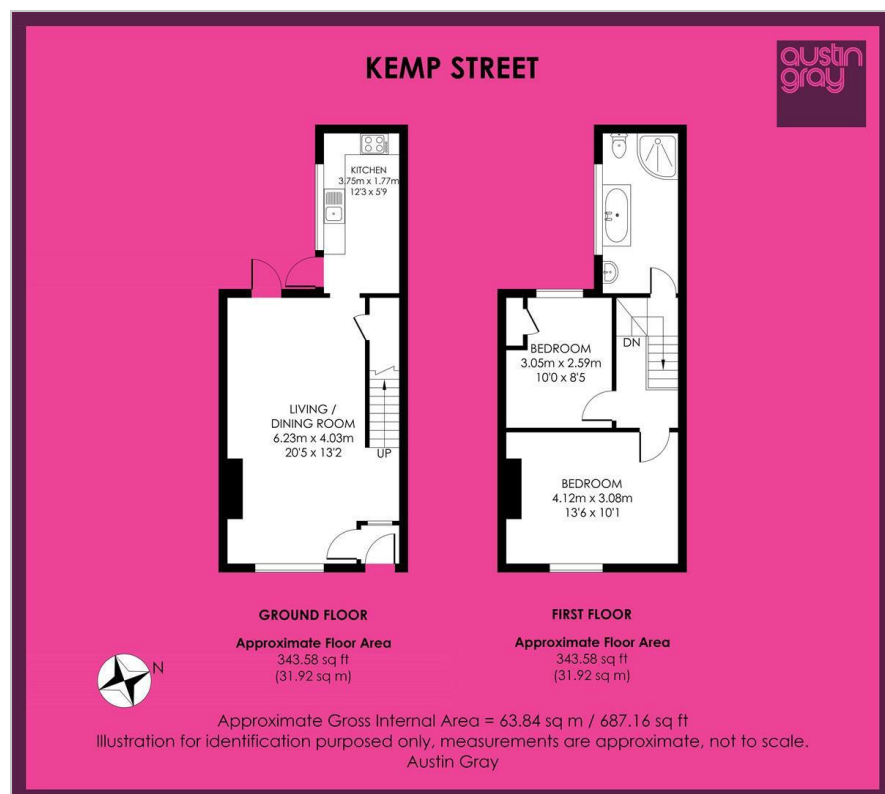 KEMP STREET
austin
gray
KITCHEN
3.75m x 1.77m
12'3 x 5'9
LIVING /
DINING ROOM
6.23m x 4.03m
20'5 x 13'2
UP
BEDROOM
3.05m x 2.59m
10'0 x 8'5
DN
BEDROOM
4.12m x 3.08m
13'6 x 10'1
GROUND FLOOR
Approximate Floor Area
343.58 sq ft
(31.92 sq m)
FIRST FLOOR
Approximate Floor Area
343.58 sq ft
(31.92 sq m)
N
Approximate Gross Internal Area = 63.84 sq m / 687.16 sq ft
Illustration for identification purposed only, measurements are approximate, not to scale.
Austin Gray